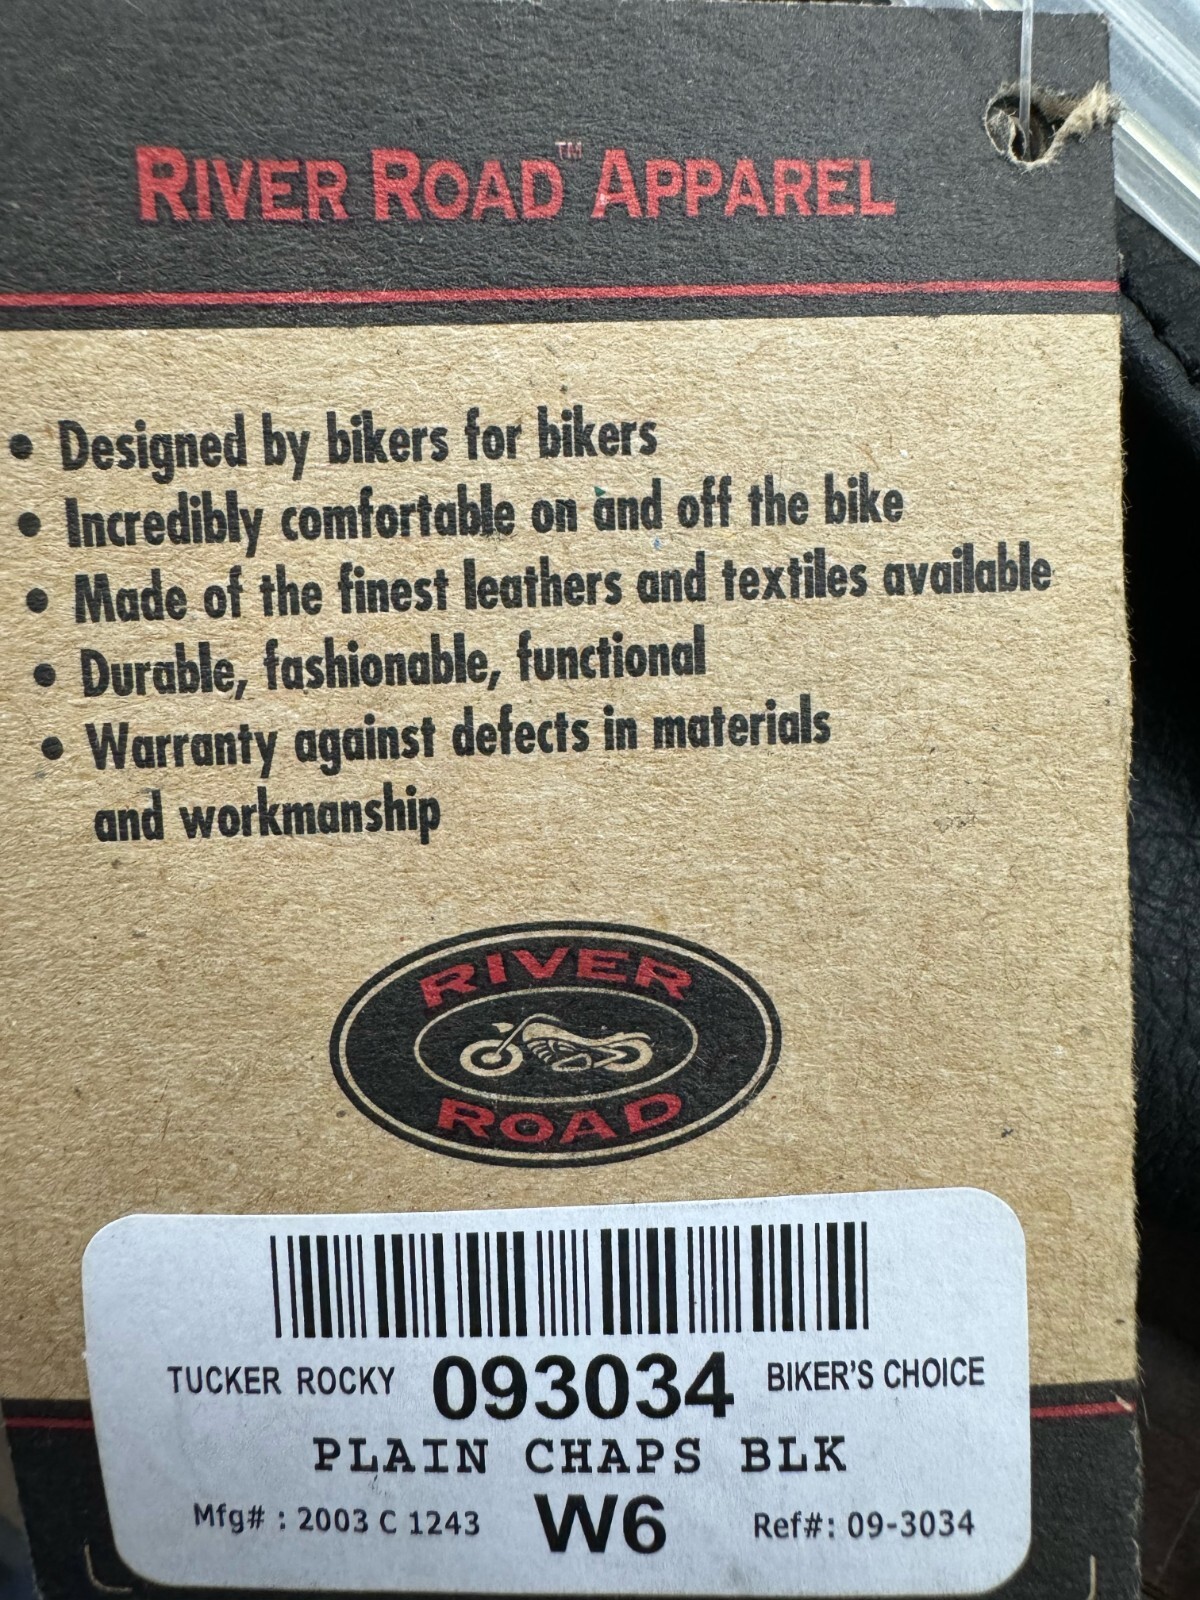 RIVER ROAD™ APPAREL
• Designed by bikers for bikers
• Incredibly comfortable on and off the bike
• Made of the finest leathers and textiles available
• Durable, fashionable, functional
• Warranty against defects in materials
and workmanship
RIVER
ROAD
TUCKER ROCKY 093034 BIKER'S CHOICE
PLAIN CHAPS BLK
Mfg# : 2003 C 1243 W6 Ref#: 09-3034